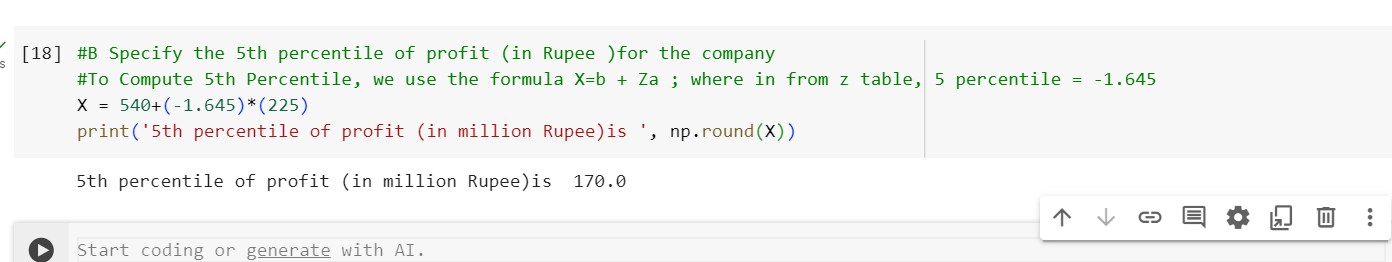 [18] #B Specify the 5th percentile of profit (in Rupee )for the company
#To Compute 5th Percentile, we use the formula X=b + Za ; where in from z table, 5 percentile = -1.645
X = 540+(-1.645)*(225)
print('5th percentile of profit (in million Rupee)is ', np.round(X))
5th percentile of profit (in million Rupee)is  170.0
Start coding or generate with AI.